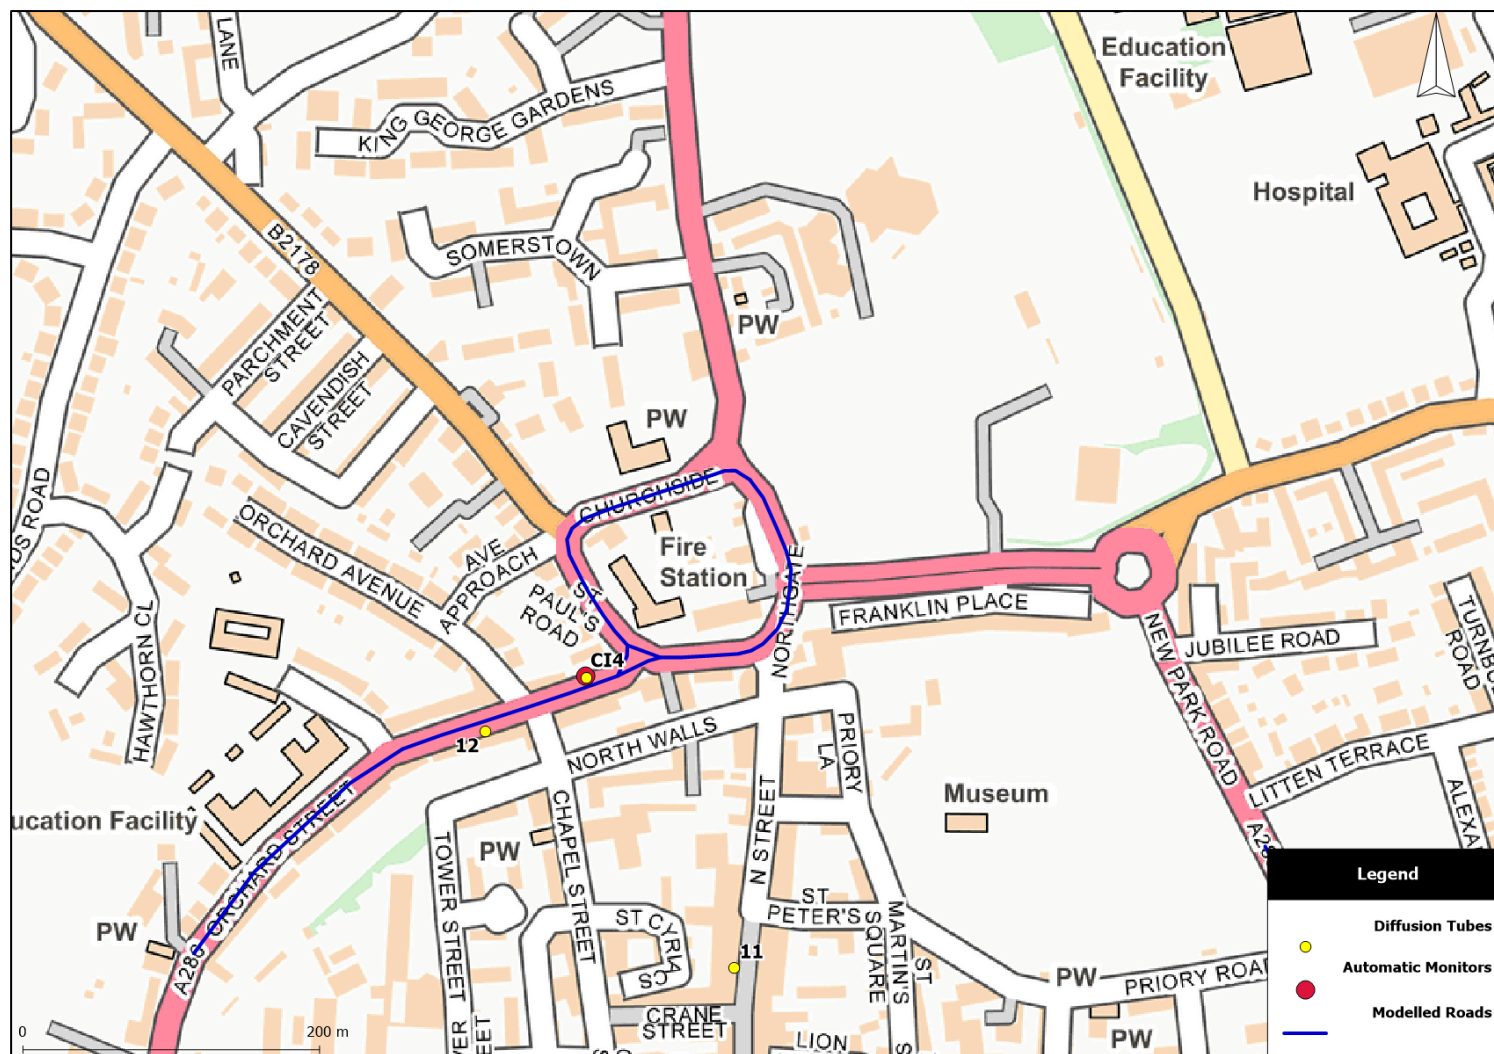 LANE
Education
Facility
KING GEORGE GARDENS
Hospital
B2178
SOMERSTOWN
PW
PARCHMENT
STREET
CAVENDISH
STREET
PW
CHURCHSIDE
ORCHARD AVENUE
AVE
APPROACH
Fire
Station
ST
PAUL'S
ROAD
NORTHGATE
FRANKLIN PLACE
NEW PARK ROAD
JUBILEE ROAD
ROAD
HAWTHORN CL
CI4
12
NORTH WALLS
PRIORY
LA
LITTEN TERRACE
Museum
ucation Facility
A286 ORCHARD STREET
PW
PW
TOWER STREET
CHAPEL STREET
N STREET
ST
PETER'S
SQUARE
ST
MARTIN'S
ST CYRIA
CS
11
CRANE
STREET
LION
PW
PRIORY ROA
PW
0
200 m
Legend
Diffusion Tubes
Automatic Monitors
Modelled Roads